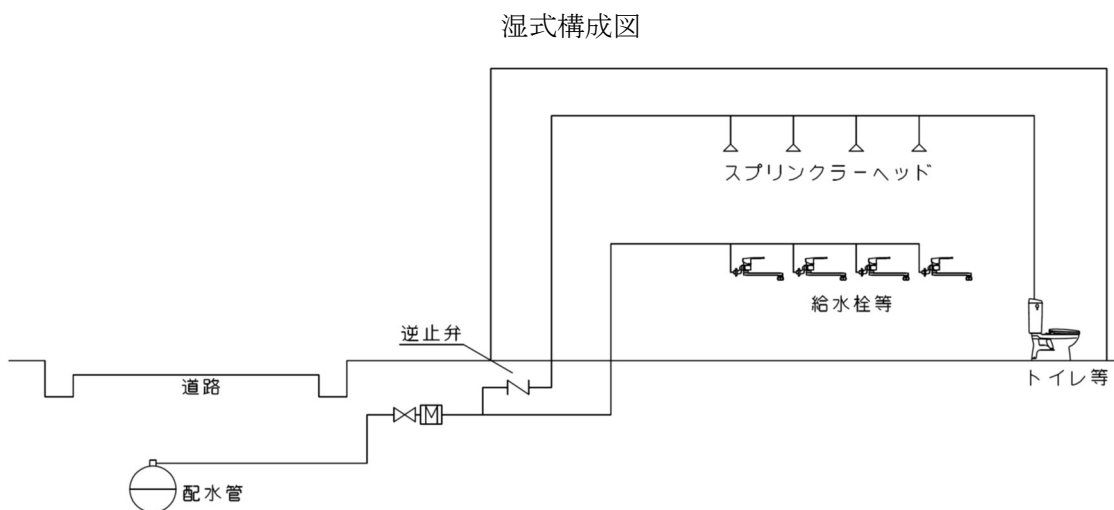 湿式構成図
スプリンクラーヘッド
給水栓等
逆止弁
トイレ等
道路
M
配水管